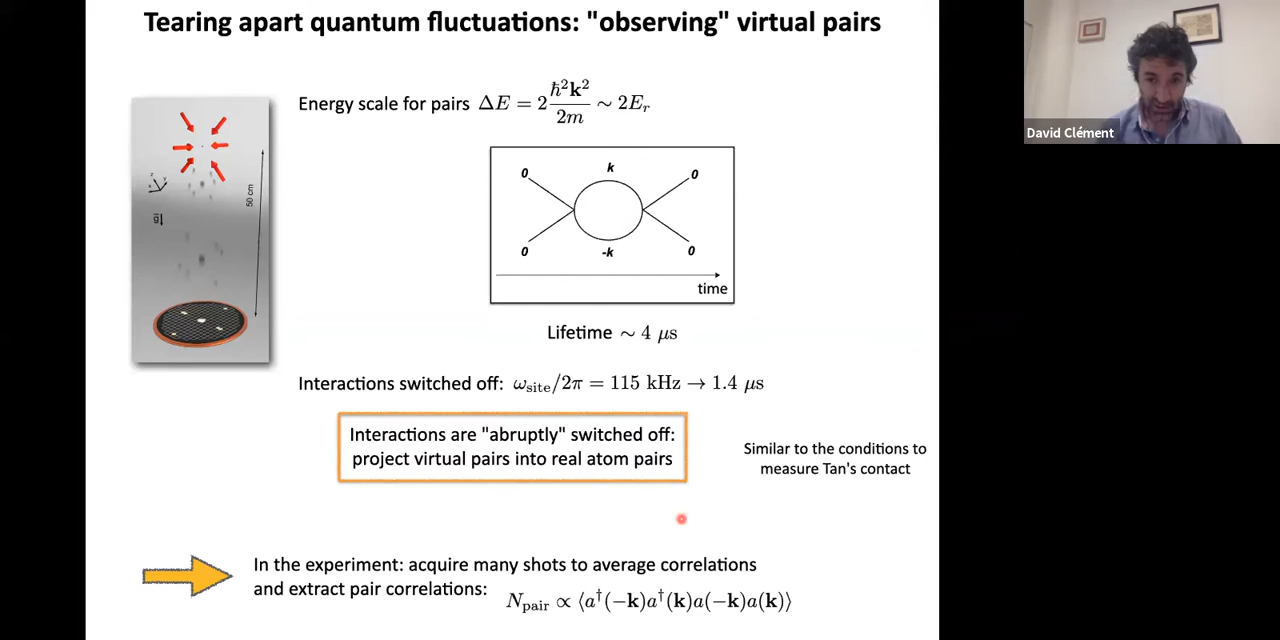 Tearing apart quantum fluctuations: "observing" virtual pairs
David Clément
Energy scale for pairs ΔE = 2 ħ²k²/2m ∼ 2Eᵣ
50 cm
g
0
k
0
0
-k
0
time
Lifetime ∼ 4 μs
Interactions switched off: ω_site/2π = 115 kHz → 1.4 μs
Interactions are "abruptly" switched off:
project virtual pairs into real atom pairs
Similar to the conditions to
measure Tan's contact
In the experiment: acquire many shots to average correlations
and extract pair correlations: N_pair ∝ ⟨a†(−k)a†(k)a(−k)a(k)⟩